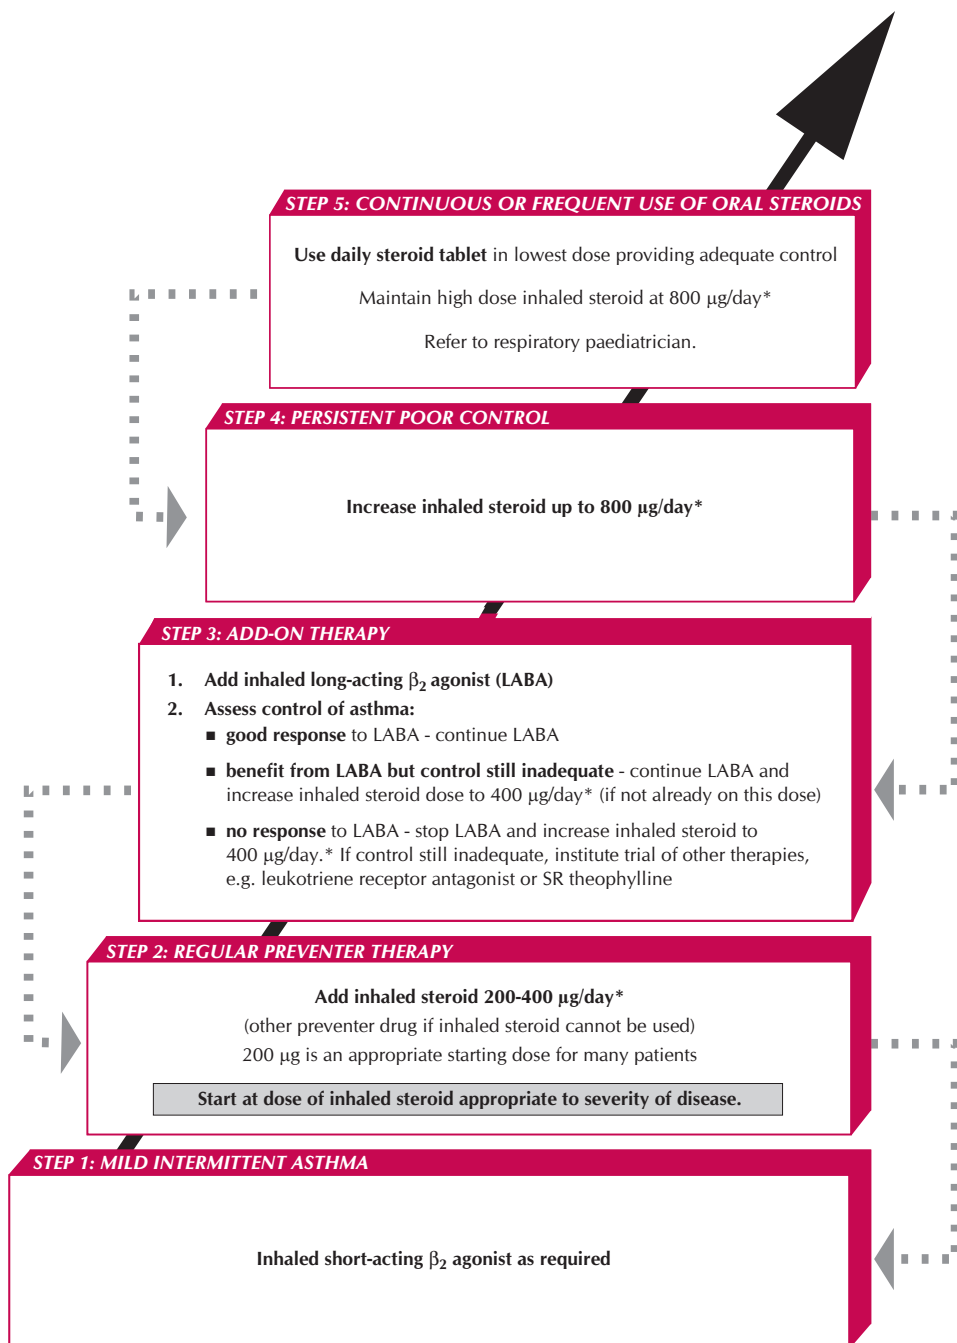 STEP 5: CONTINUOUS OR FREQUENT USE OF ORAL STEROIDS
Use daily steroid tablet in lowest dose providing adequate control
Maintain high dose inhaled steroid at 800 µg/day*
Refer to respiratory paediatrician.
STEP 4: PERSISTENT POOR CONTROL
Increase inhaled steroid up to 800 µg/day*
STEP 3: ADD-ON THERAPY
1. Add inhaled long-acting β₂ agonist (LABA)
2. Assess control of asthma:
■ good response to LABA - continue LABA
■ benefit from LABA but control still inadequate - continue LABA and
increase inhaled steroid dose to 400 µg/day* (if not already on this dose)
■ no response to LABA - stop LABA and increase inhaled steroid to
400 µg/day.* If control still inadequate, institute trial of other therapies,
e.g. leukotriene receptor antagonist or SR theophylline
STEP 2: REGULAR PREVENTER THERAPY
Add inhaled steroid 200-400 µg/day*
(other preventer drug if inhaled steroid cannot be used)
200 µg is an appropriate starting dose for many patients
Start at dose of inhaled steroid appropriate to severity of disease.
STEP 1: MILD INTERMITTENT ASTHMA
Inhaled short-acting β₂ agonist as required